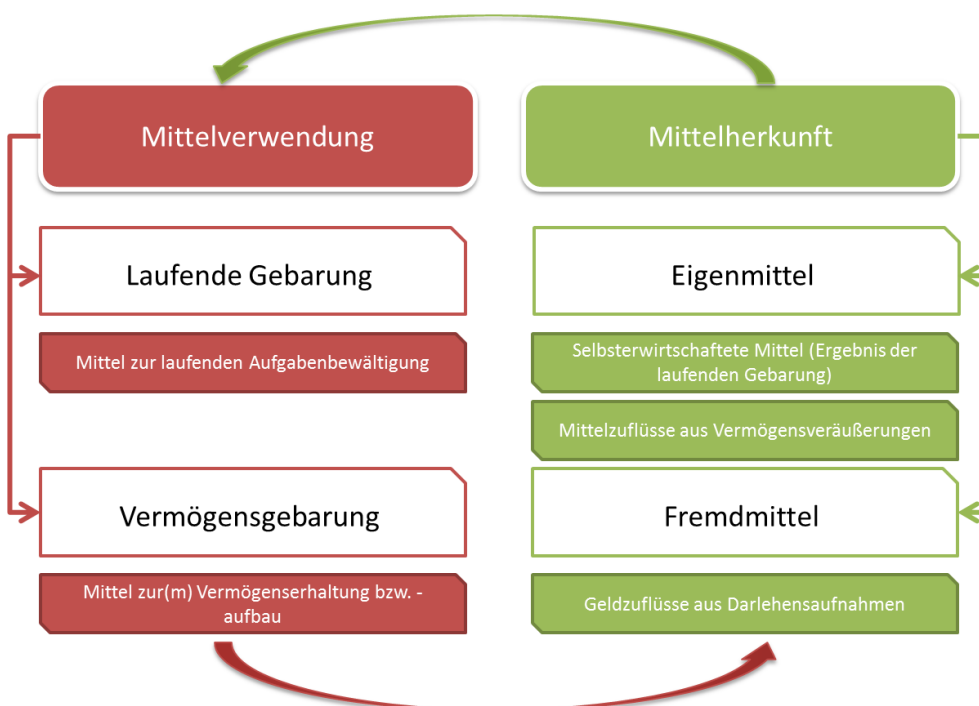 Mittelverwendung
Laufende Gebarung
Mittel zur laufenden Aufgabenbewältigung
Vermögensgebarung
Mittel zur(m) Vermögenserhaltung bzw. -
aufbau
Mittelherkunft
Eigenmittel
Selbsterwirtschaftete Mittel (Ergebnis der
laufenden Gebarung)
Mittelzuflüsse aus Vermögensveräußerungen
Fremdmittel
Geldzuflüsse aus Darlehensaufnahmen